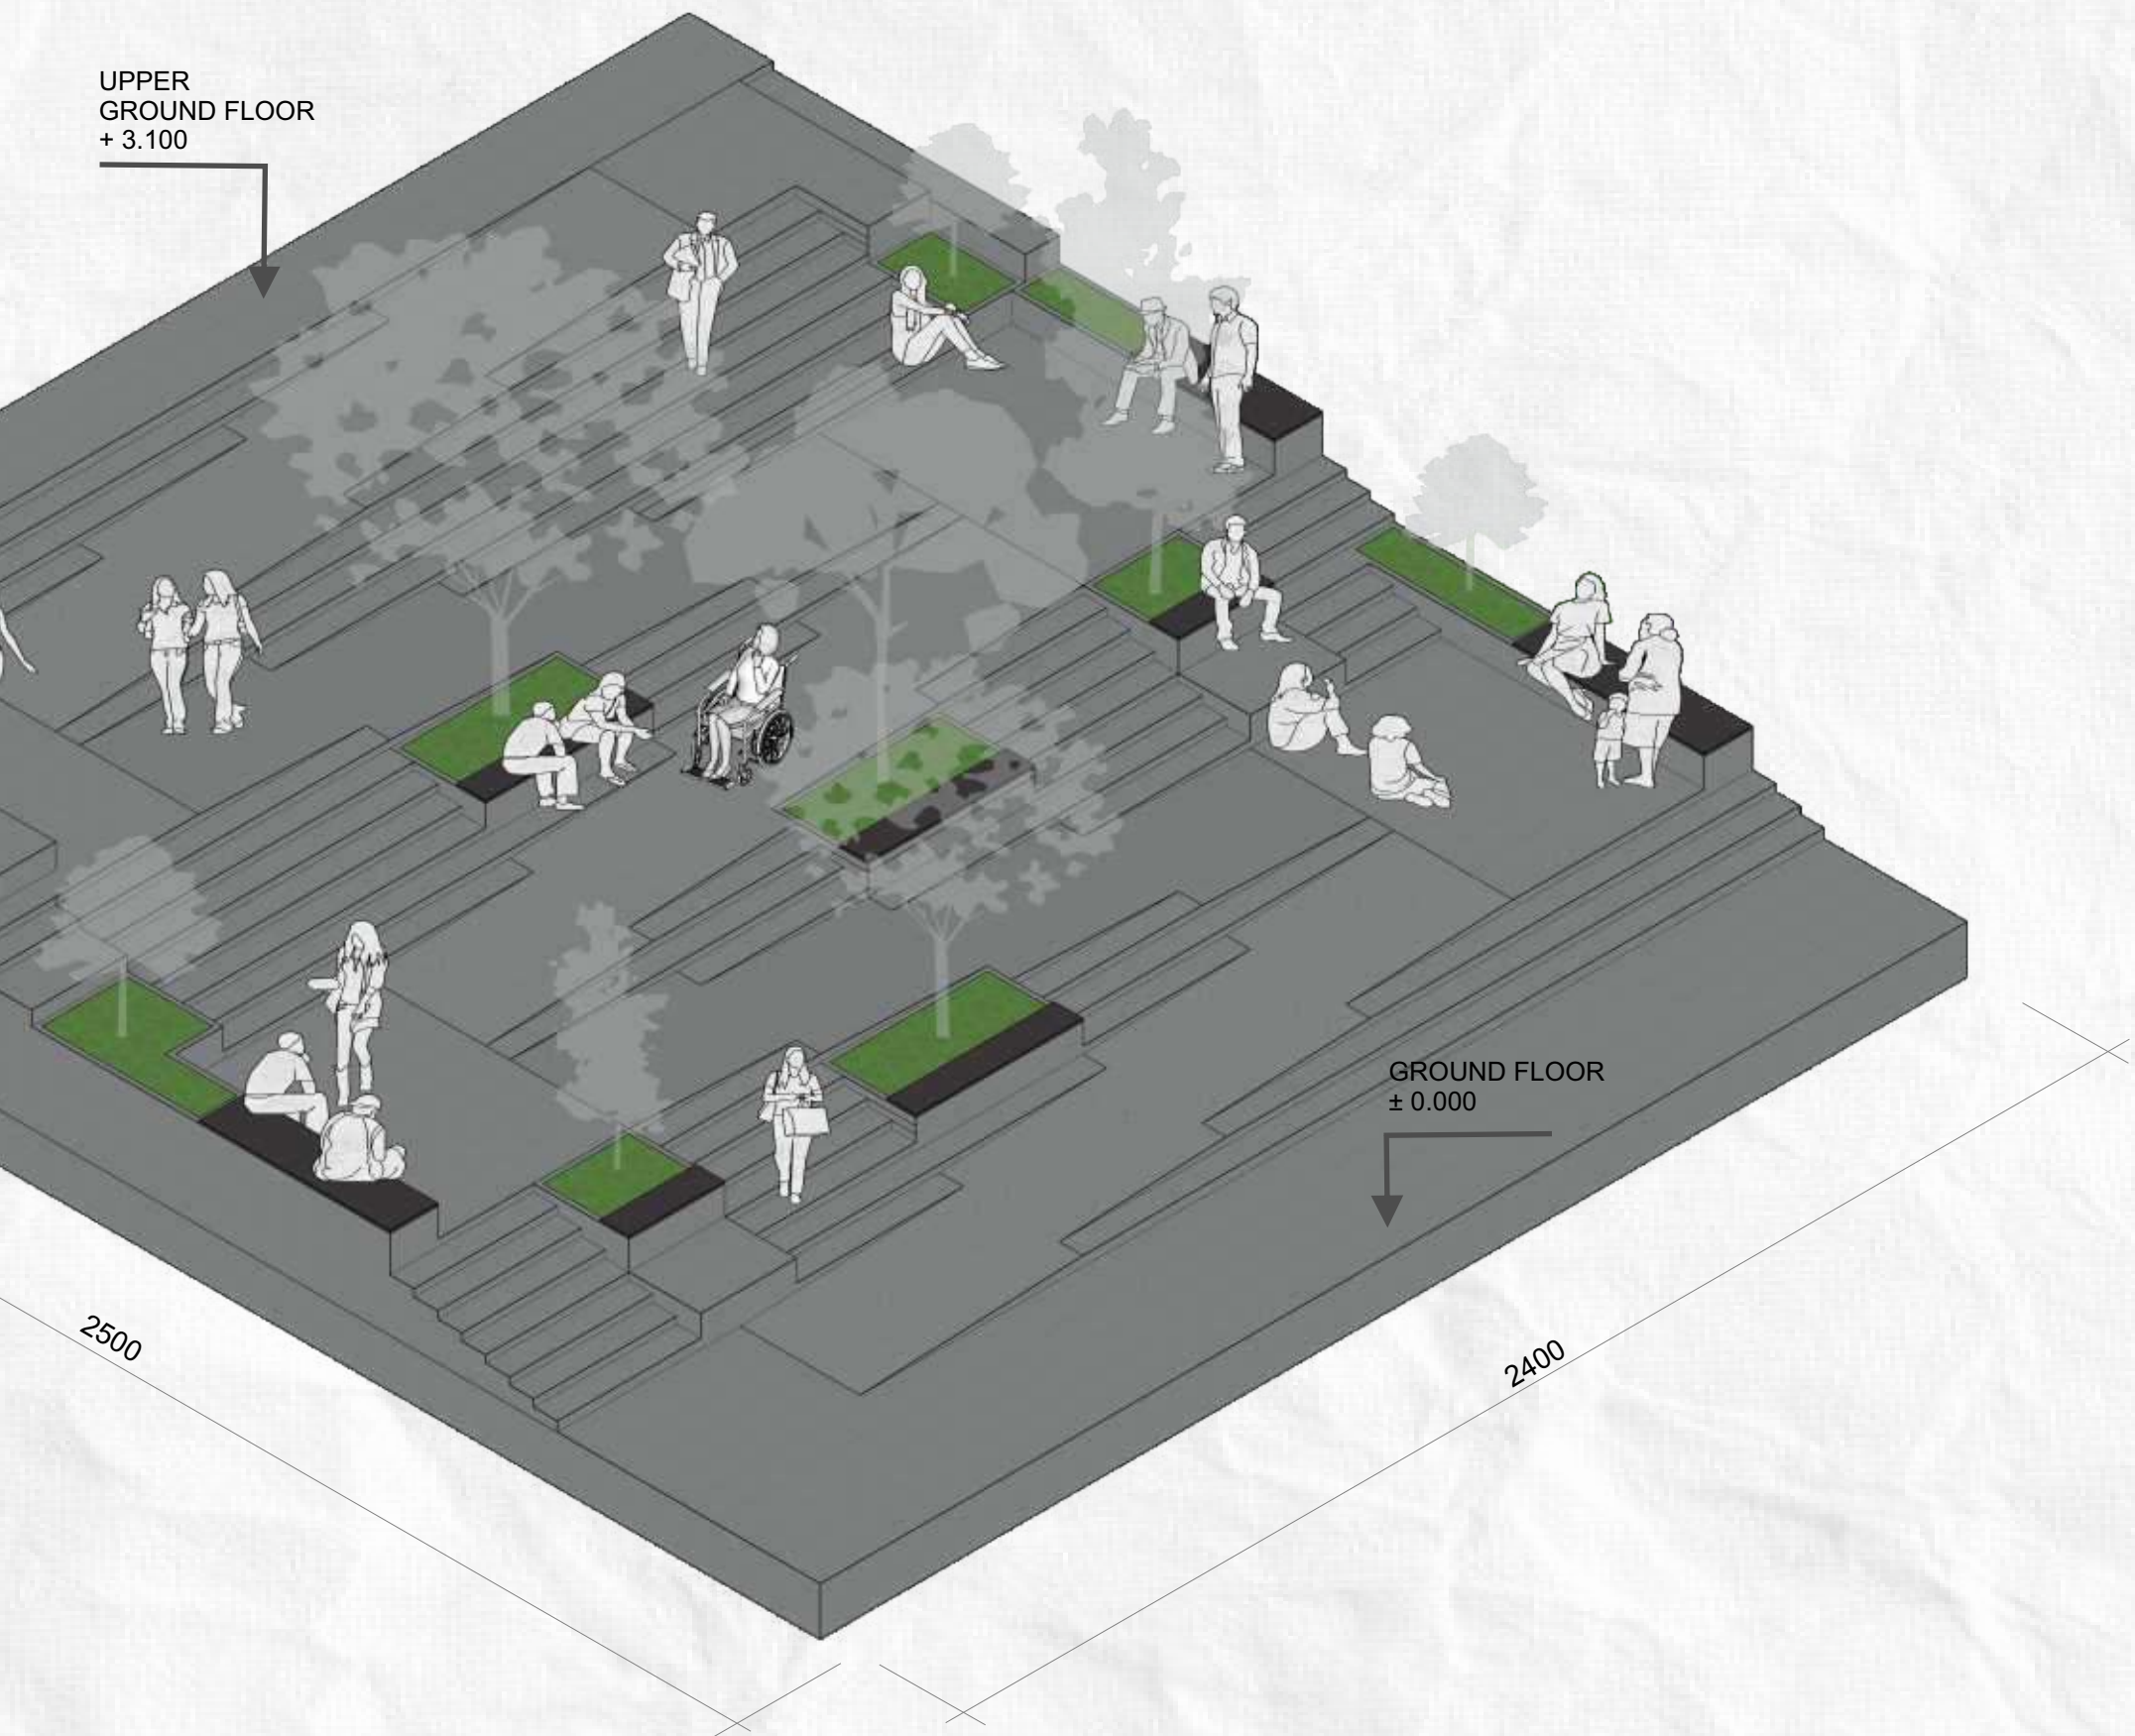 UPPER
GROUND FLOOR
+ 3.100
GROUND FLOOR
± 0.000
2500
2400